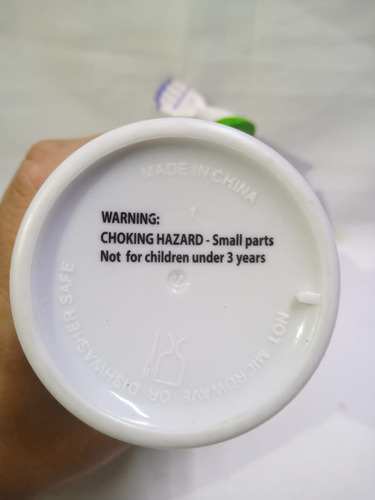 MADE IN CHINA
1
WARNING:
CHOKING HAZARD - Small parts
Not for children under 3 years
NOT MICROWAVE OR DISHWASHER SAFE